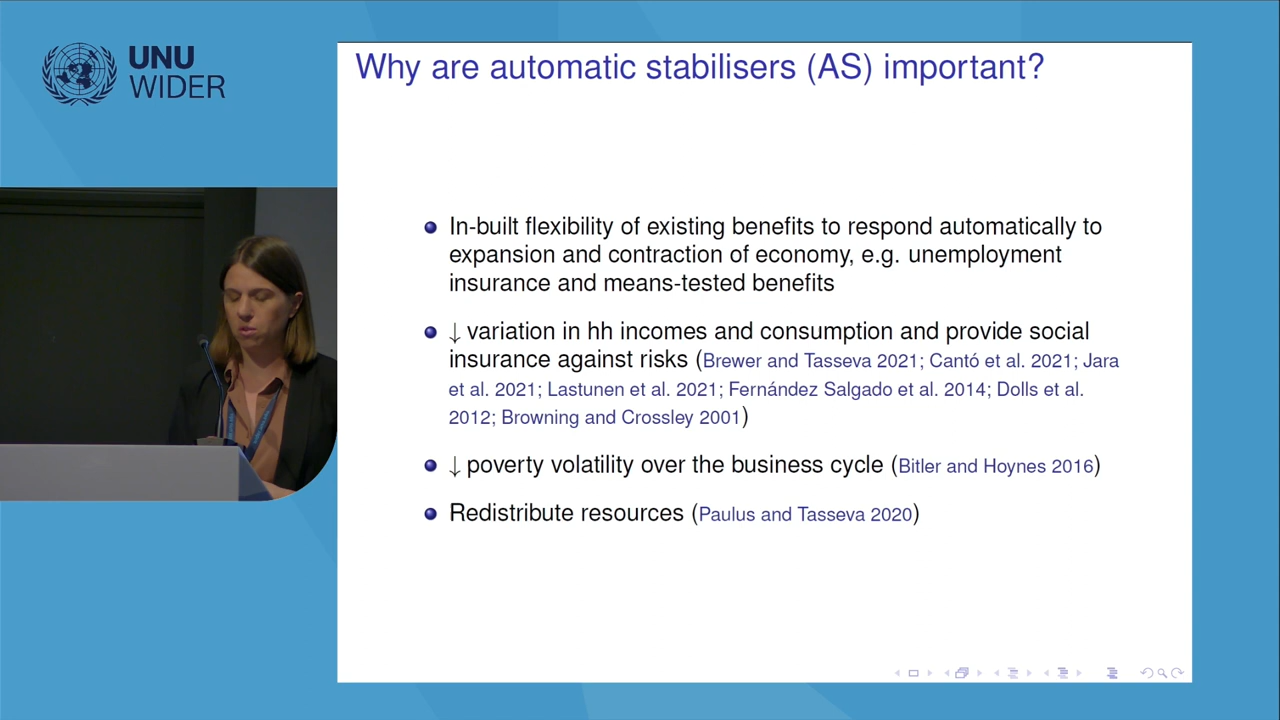 UNU
WIDER
Why are automatic stabilisers (AS) important?
In-built flexibility of existing benefits to respond automatically to
expansion and contraction of economy, e.g. unemployment
insurance and means-tested benefits
↓ variation in hh incomes and consumption and provide social
insurance against risks (Brewer and Tasseva 2021; Cantó et al. 2021; Jara
et al. 2021; Lastunen et al. 2021; Fernández Salgado et al. 2014; Dolls et al.
2012; Browning and Crossley 2001)
↓ poverty volatility over the business cycle (Bitler and Hoynes 2016)
Redistribute resources (Paulus and Tasseva 2020)